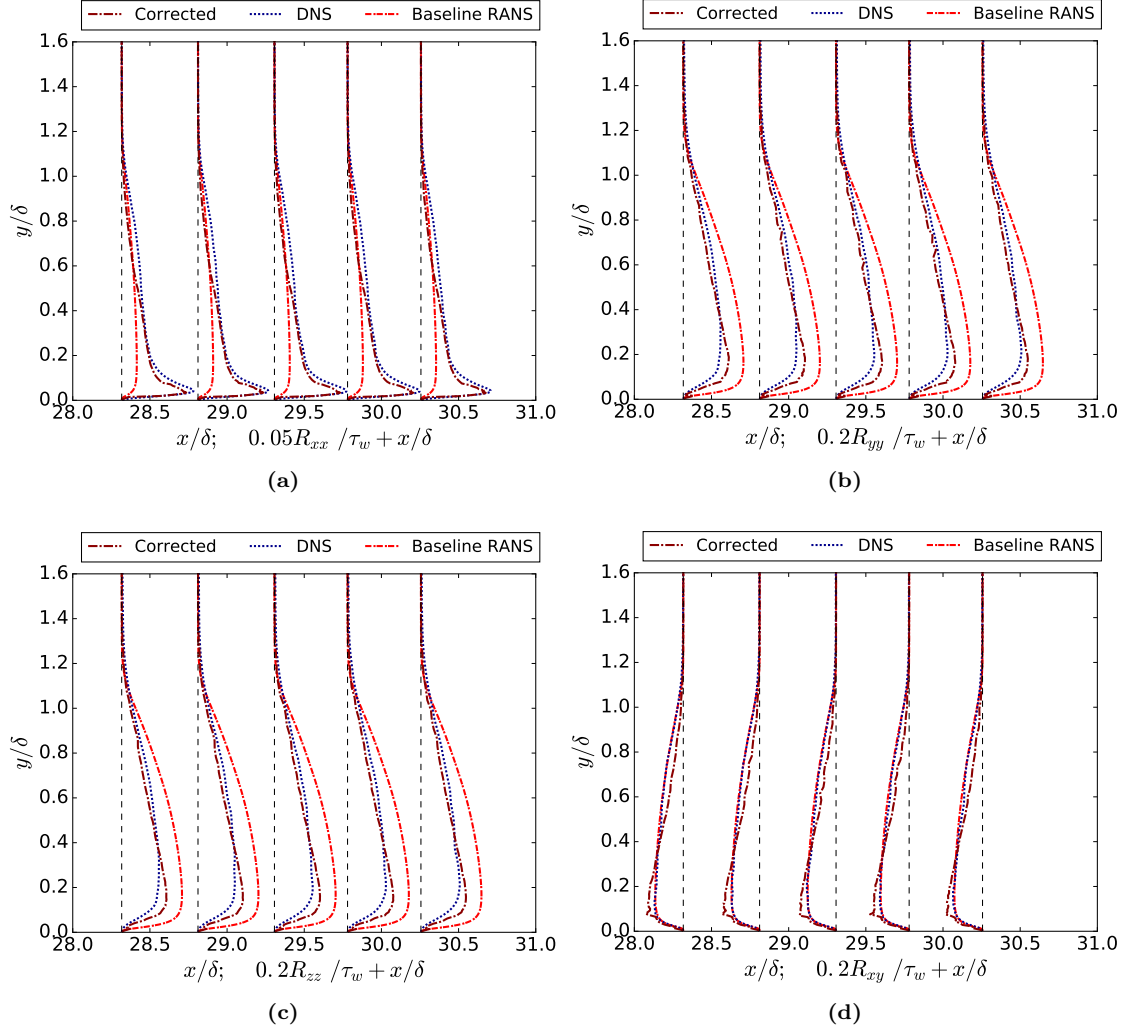 Corrected DNS Baseline RANS
1.6
1.4
1.2
1.0
0.8
0.6
0.4
0.2
0.0
y/δ
28.0 28.5 29.0 29.5 30.0 30.5 31.0
x/δ; 0.05R_xx /τ_w + x/δ
(a)
Corrected DNS Baseline RANS
1.6
1.4
1.2
1.0
0.8
0.6
0.4
0.2
0.0
y/δ
28.0 28.5 29.0 29.5 30.0 30.5 31.0
x/δ; 0.2R_yy /τ_w + x/δ
(b)
Corrected DNS Baseline RANS
1.6
1.4
1.2
1.0
0.8
0.6
0.4
0.2
0.0
y/δ
28.0 28.5 29.0 29.5 30.0 30.5 31.0
x/δ; 0.2R_zz /τ_w + x/δ
(c)
Corrected DNS Baseline RANS
1.6
1.4
1.2
1.0
0.8
0.6
0.4
0.2
0.0
y/δ
28.0 28.5 29.0 29.5 30.0 30.5 31.0
x/δ; 0.2R_xy /τ_w + x/δ
(d)